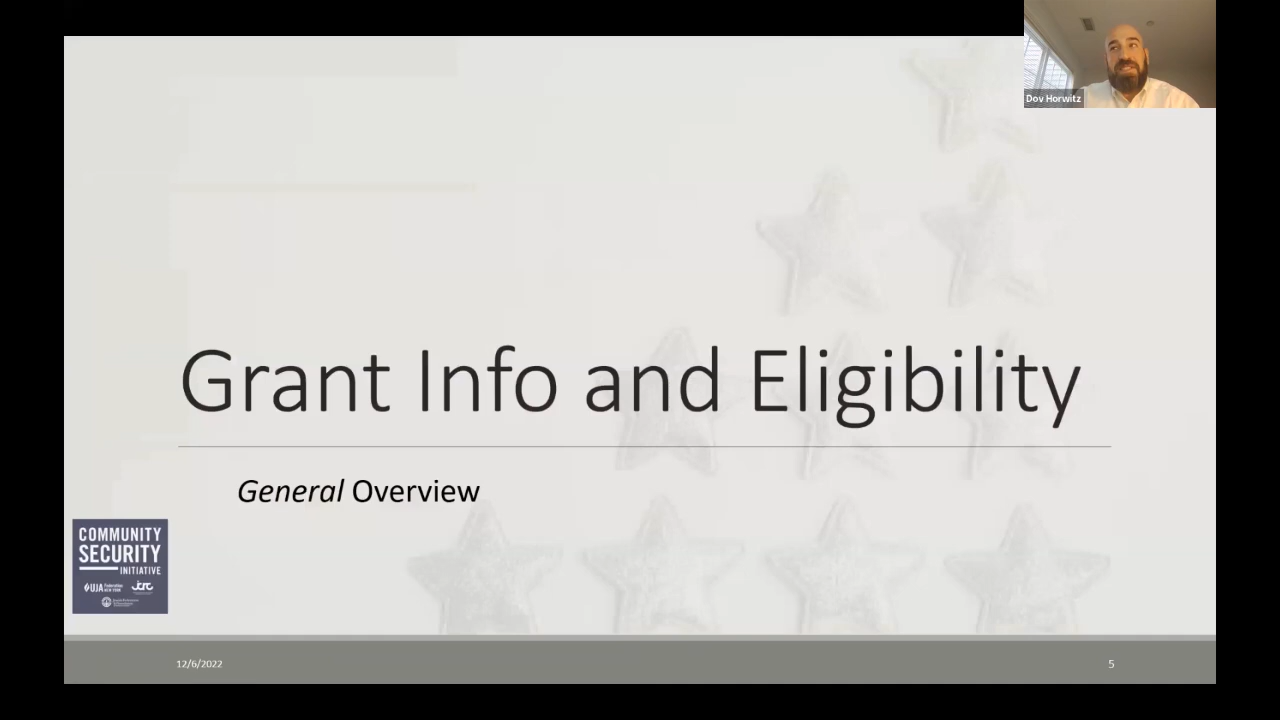 Dov Horwitz
Grant Info and Eligibility
General Overview
COMMUNITY
SECURITY
INITIATIVE
UJA Federation
NEW YORK
jcrc
12/6/2022
5